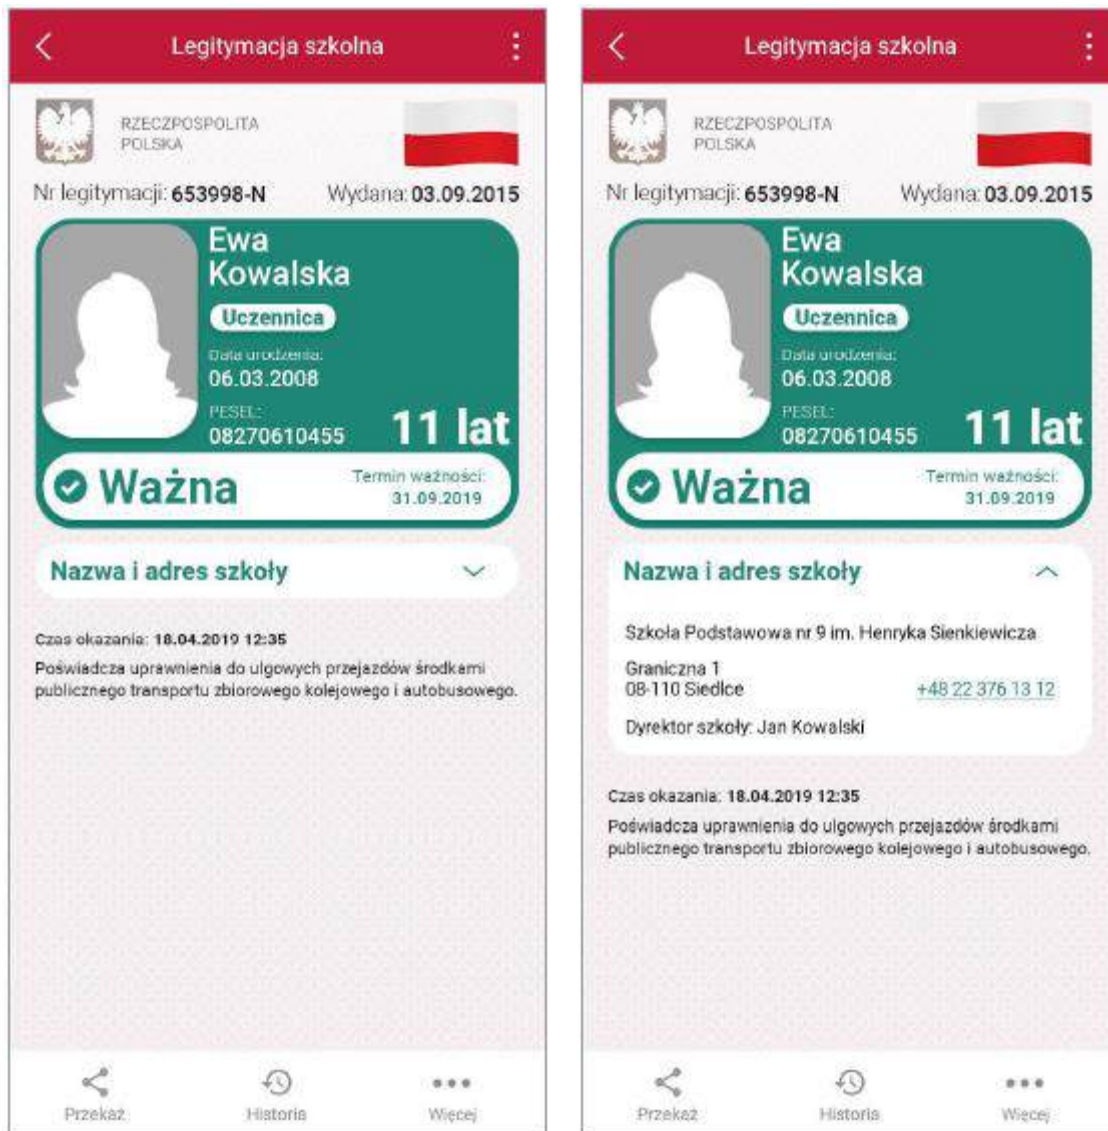 Legitymacja szkolna
RZECZPOSPOLITA
POLSKA
Nr legitymacji: 653998-N Wydana: 03.09.2015
Ewa
Kowalska
Uczennica
Data urodzenia:
06.03.2008
PESEL:
08270610455
11 lat
Ważna
Termin ważności:
31.09.2019
Nazwa i adres szkoły
Czas okazania: 18.04.2019 12:35
Poświadcza uprawnienia do ulgowych przejazdów środkami
publicznego transportu zbiorowego kolejowego i autobusowego.
Przekaż Historia Więcej
Legitymacja szkolna
RZECZPOSPOLITA
POLSKA
Nr legitymacji: 653998-N Wydana: 03.09.2015
Ewa
Kowalska
Uczennica
Data urodzenia:
06.03.2008
PESEL:
08270610455
11 lat
Ważna
Termin ważności:
31.09.2019
Nazwa i adres szkoły
Szkoła Podstawowa nr 9 im. Henryka Sienkiewicza
Graniczna 1
08-110 Siedlce +48 22 376 13 12
Dyrektor szkoły: Jan Kowalski
Czas okazania: 18.04.2019 12:35
Poświadcza uprawnienia do ulgowych przejazdów środkami
publicznego transportu zbiorowego kolejowego i autobusowego.
Przekaż Historia Więcej